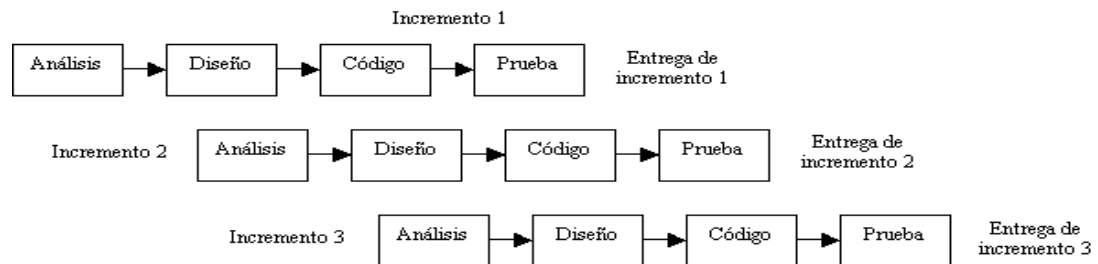 Incremento 1
Análisis
Diseño
Código
Prueba
Entrega de
incremento 1
Incremento 2
Análisis
Diseño
Código
Prueba
Entrega de
incremento 2
Incremento 3
Análisis
Diseño
Código
Prueba
Entrega de
incremento 3